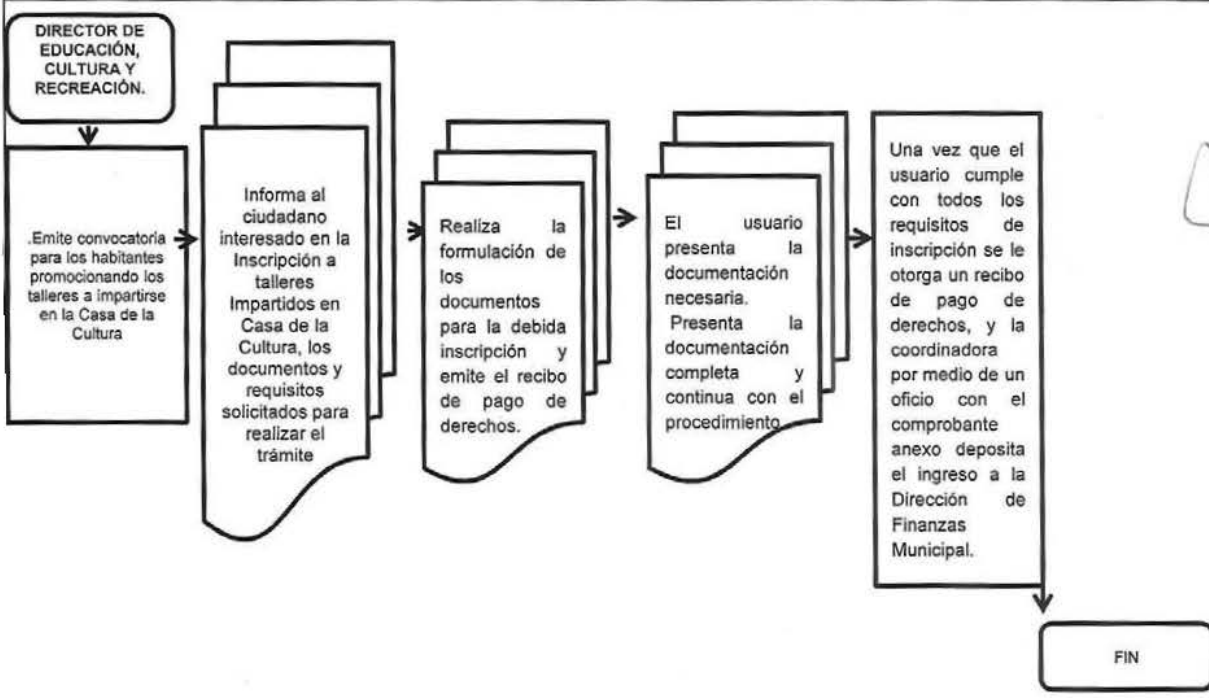 DIRECTOR DE
EDUCACIÓN,
CULTURA Y
RECREACIÓN.
.Emite convocatoria
para los habitantes
promocionando los
talleres a impartirse
en la Casa de la
Cultura
Informa al
ciudadano
interesado en la
Inscripción a
talleres
Impartidos en
Casa de la
Cultura, los
documentos y
requisitos
solicitados para
realizar el
trámite
Realiza la
formulación de
los
documentos
para la debida
inscripción y
emite el recibo
de pago de
derechos.
El usuario
presenta la
documentación
necesaria.
Presenta la
documentación
completa y
continua con el
procedimiento
Una vez que el
usuario cumple
con todos los
requisitos de
inscripción se le
otorga un recibo
de pago de
derechos, y la
coordinadora
por medio de un
oficio con el
comprobante
anexo deposita
el ingreso a la
Dirección de
Finanzas
Municipal.
FIN